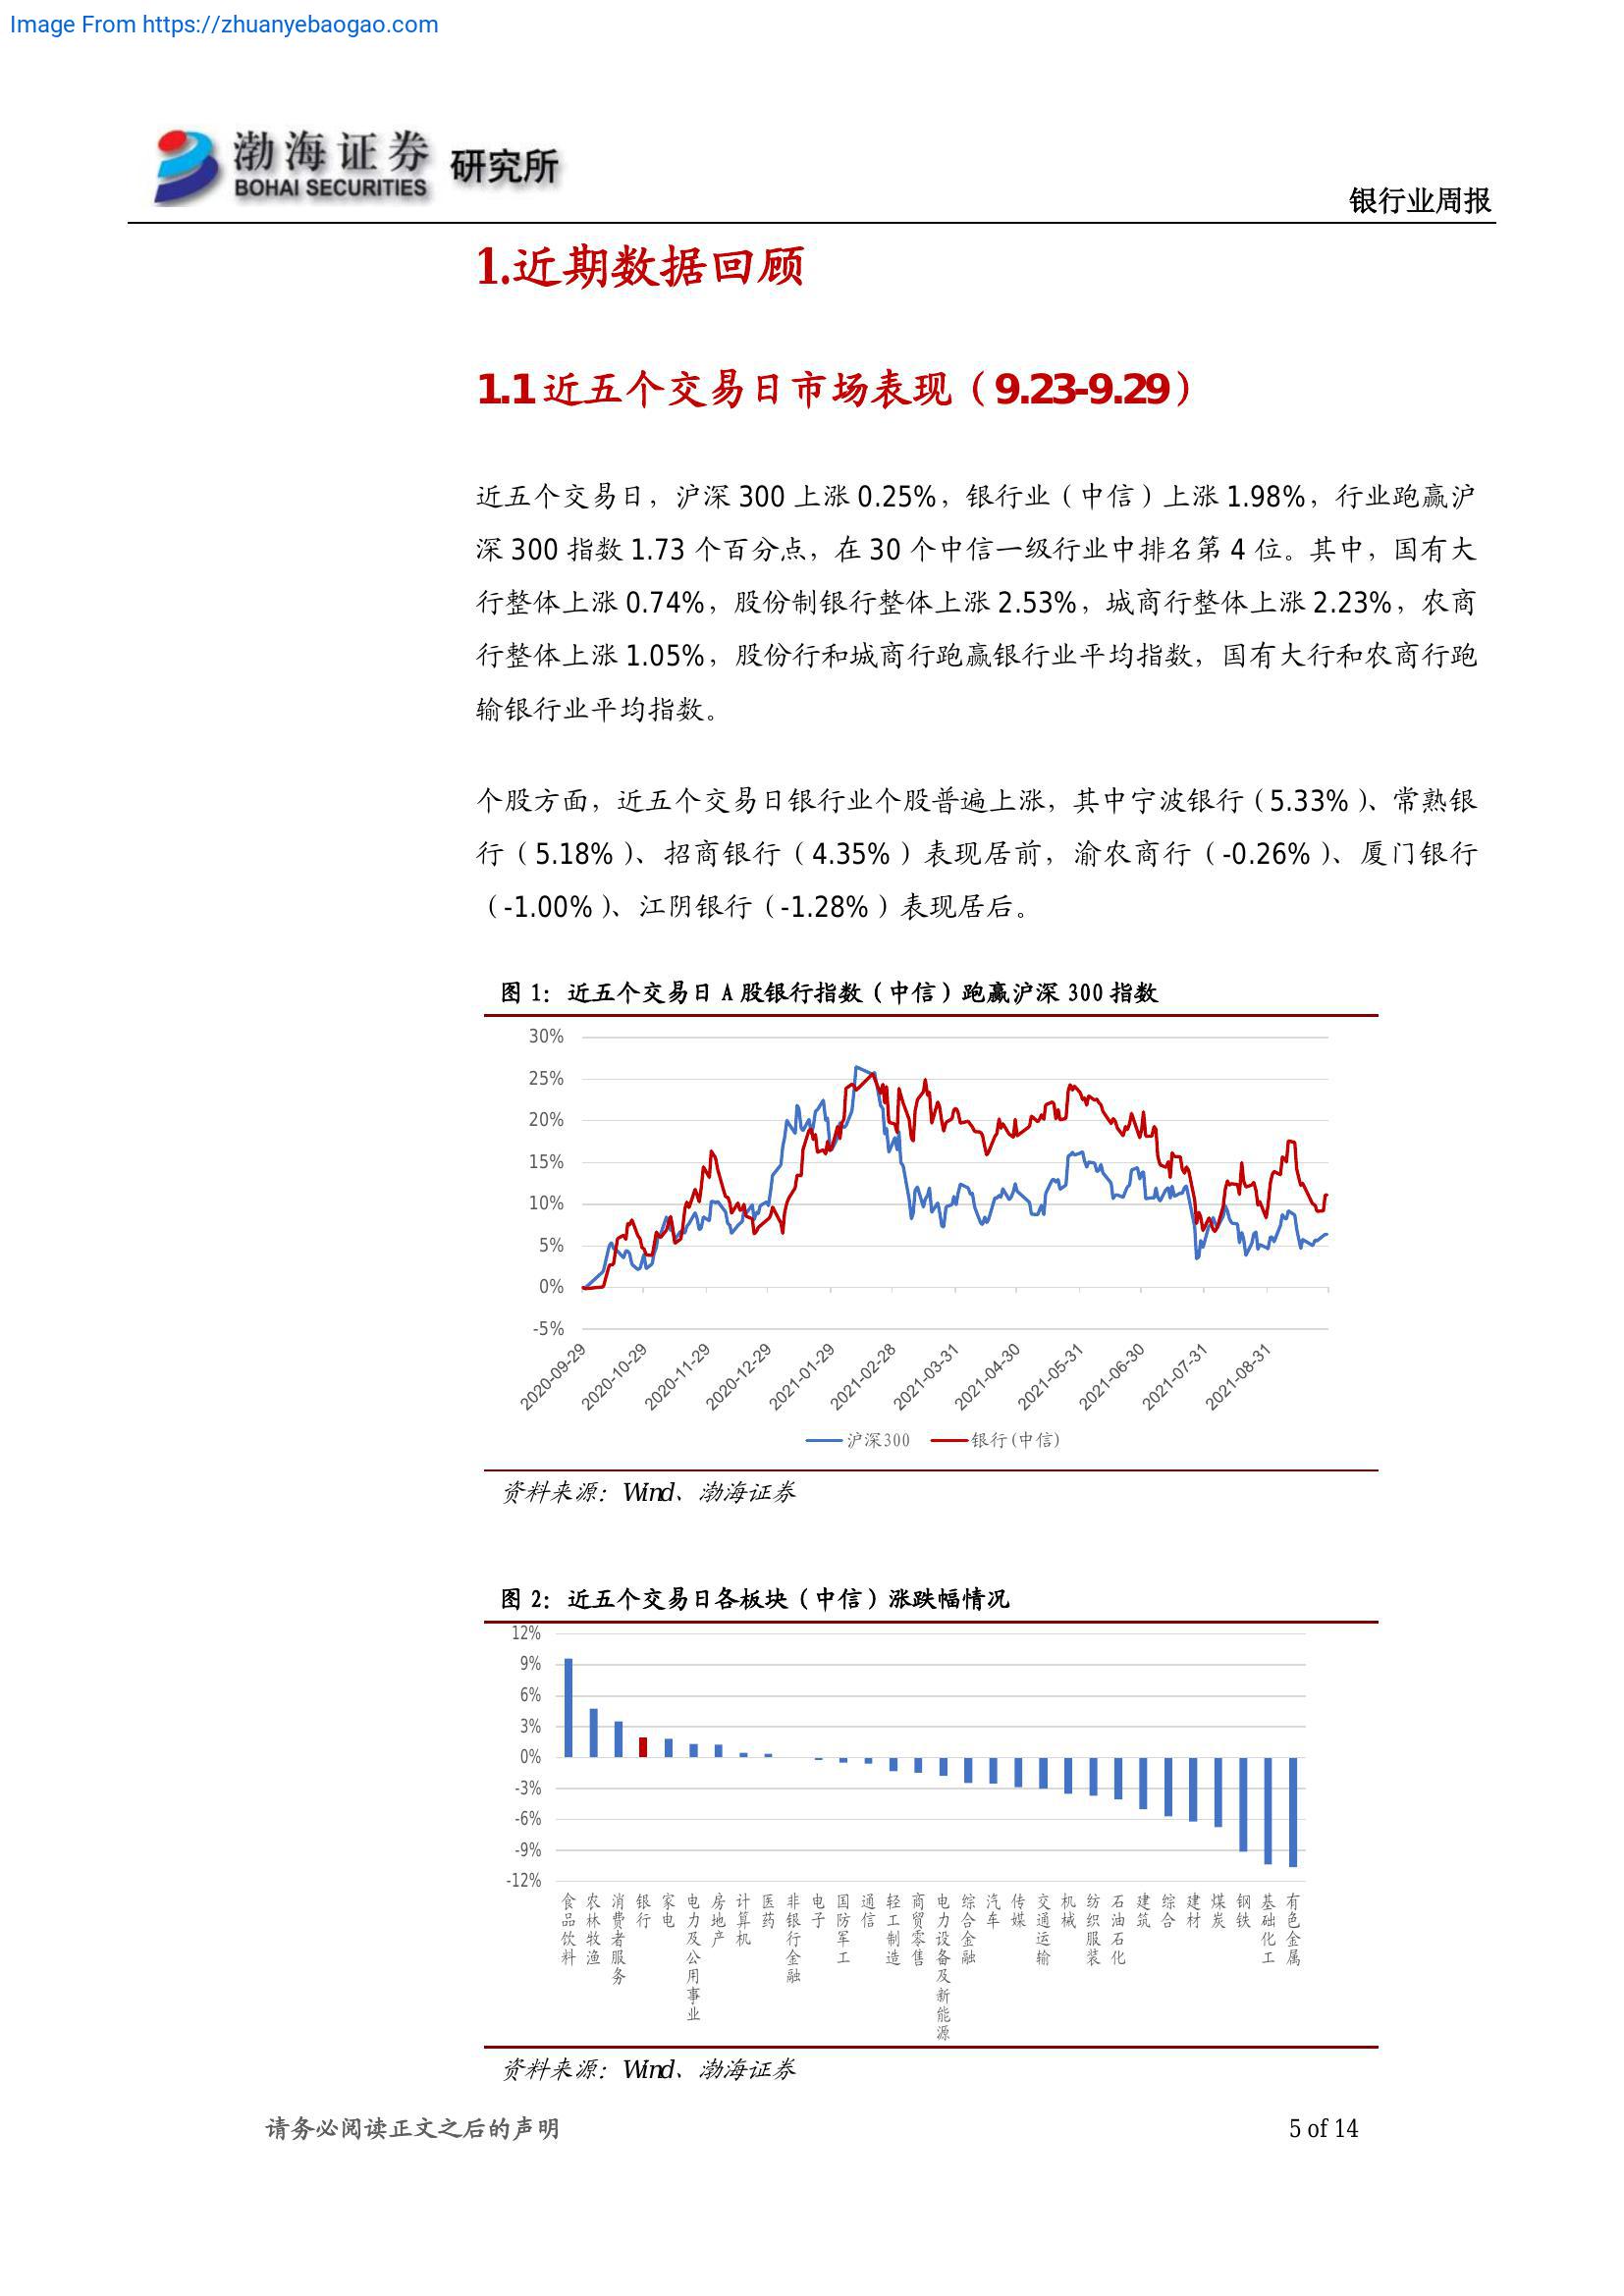 Image From https://zhuanyebaogao.com
渤海证券
BOHAI SECURITIES
研究所
银行业周报
1.近期数据回顾
1.1 近五个交易日市场表现（9.23-9.29）
近五个交易日，沪深 300 上涨 0.25%，银行业（中信）上涨 1.98%，行业跑赢沪
深 300 指数 1.73 个百分点，在 30 个中信一级行业中排名第 4 位。其中，国有大
行整体上涨 0.74%，股份制银行整体上涨 2.53%，城商行整体上涨 2.23%，农商
行整体上涨 1.05%，股份行和城商行跑赢银行业平均指数，国有大行和农商行跑
输银行业平均指数。
个股方面，近五个交易日银行业个股普遍上涨，其中宁波银行（5.33%）、常熟银
行（5.18%）、招商银行（4.35%）表现居前，渝农商行（-0.26%）、厦门银行
（-1.00%）、江阴银行（-1.28%）表现居后。
图 1：近五个交易日 A 股银行指数（中信）跑赢沪深 300 指数
30%
25%
20%
15%
10%
5%
0%
-5%
2020-09-29
2020-10-29
2020-11-29
2020-12-29
2021-01-29
2021-02-28
2021-03-31
2021-04-30
2021-05-31
2021-06-30
2021-07-31
2021-08-31
沪深300
银行(中信)
资料来源：Wind、渤海证券
图 2：近五个交易日各板块（中信）涨跌幅情况
12%
9%
6%
3%
0%
-3%
-6%
-9%
-12%
食品饮料
农林牧渔
消费者服务
银行
家电
电力及公用事业
房地产
计算机
医药
非银行金融
电子
国防军工
通信
轻工制造
商贸零售
电力设备及新能源
综合金融
汽车
传媒
交通运输
机械
纺织服装
石油石化
建筑
综合
建材
煤炭
钢铁
基础化工
有色金属
资料来源：Wind、渤海证券
请务必阅读正文之后的声明
5 of 14